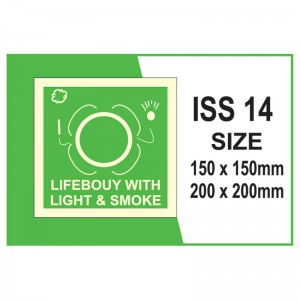 LIFEBOUY WITH
LIGHT & SMOKE
ISS 14
SIZE
150 x 150mm
200 x 200mm